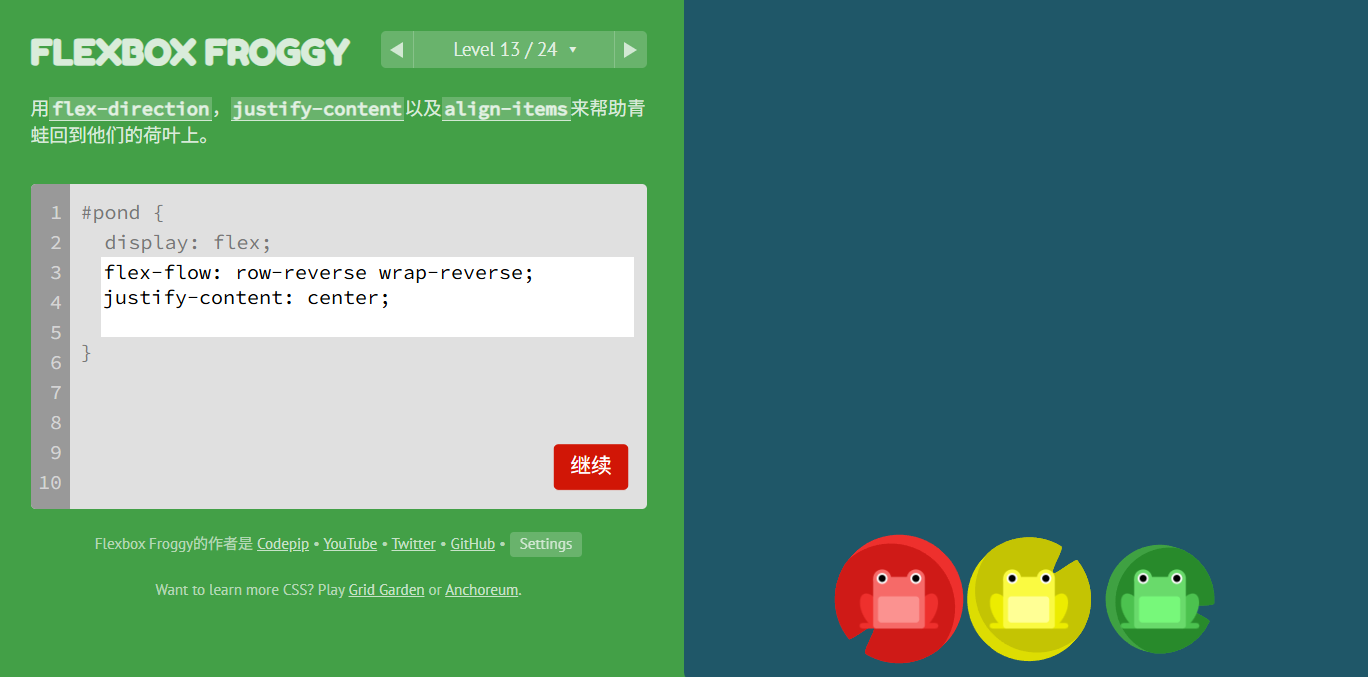 FLEXBOX FROGGY
◀ Level 13 / 24 ▼ ▶
用flex-direction，justify-content以及align-items来帮助青
蛙回到他们的荷叶上。
1 #pond {
2 display: flex;
3 flex-flow: row-reverse wrap-reverse;
4 justify-content: center;
5
6 }
7
8
9
10
继续
Flexbox Froggy的作者是 Codepip • YouTube • Twitter • GitHub • Settings
Want to learn more CSS? Play Grid Garden or Anchoreum.